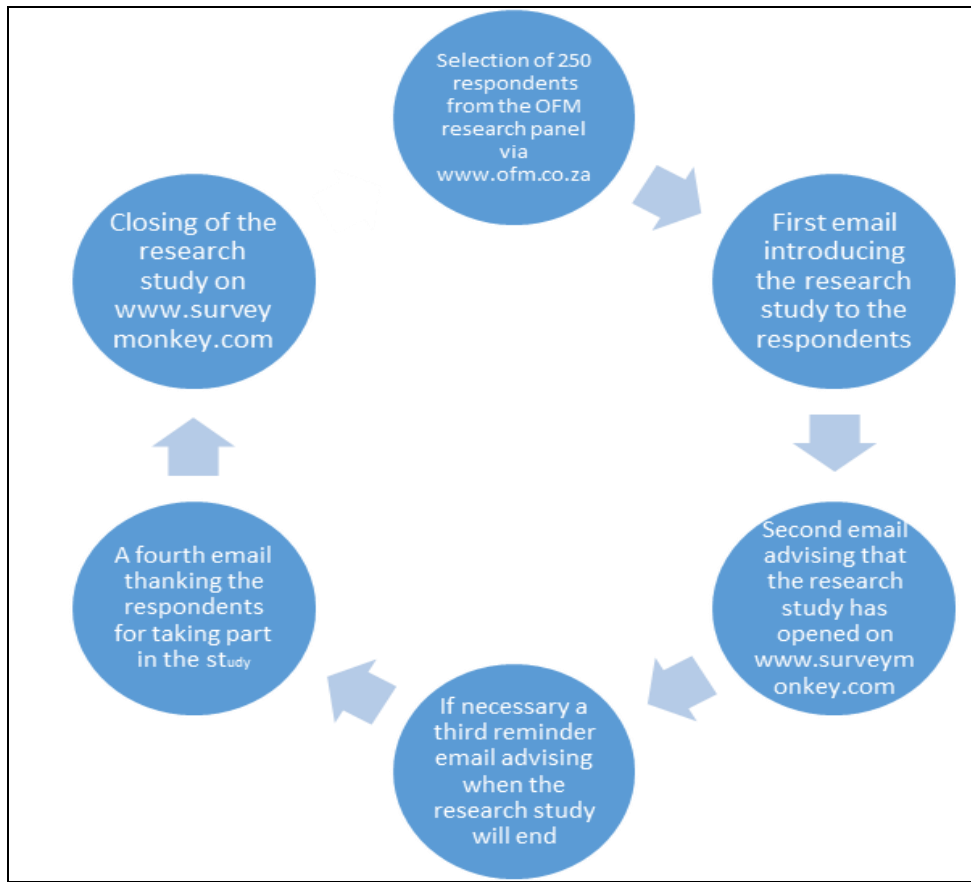 Selection of 250
respondents
from the OFM
research panel
via
www.ofm.co.za
First email
introducing
the research
study to the
respondents
Second email
advising that
the research
study has
opened on
www.surveym
onkey.com
If necessary a
third reminder
email advising
when the
research study
will end
A fourth email
thanking the
respondents
for taking part
in the study
Closing of the
research
study on
www.survey
monkey.com